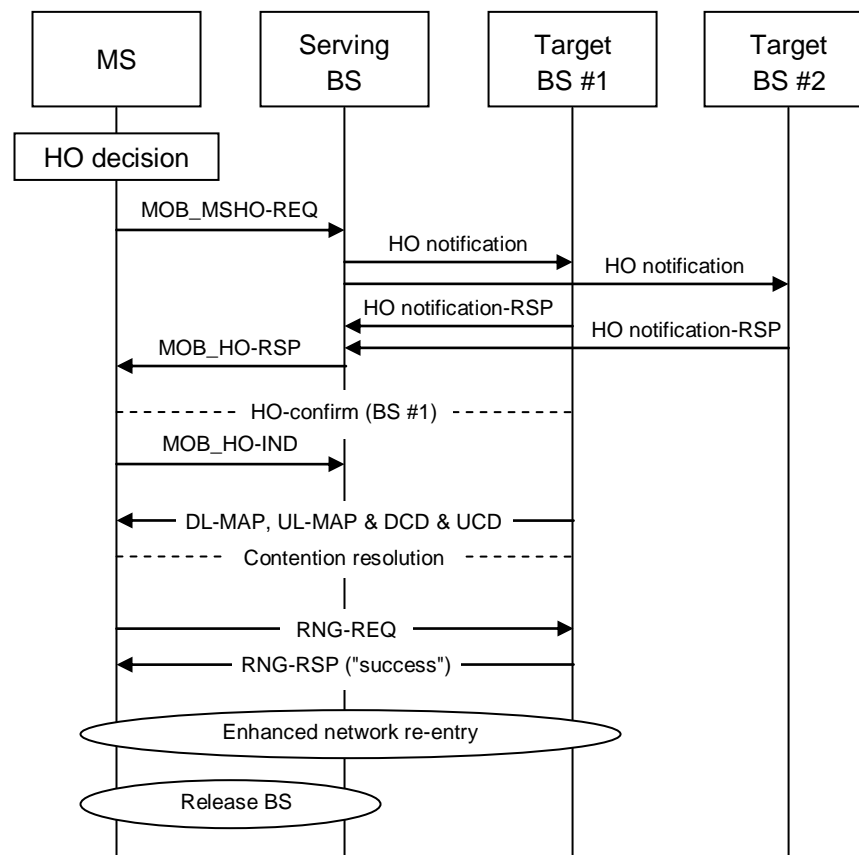 MS
Serving
BS
Target
BS #1
Target
BS #2
HO decision
MOB_MSHO-REQ
HO notification
HO notification
HO notification-RSP
HO notification-RSP
MOB_HO-RSP
HO-confirm (BS #1)
MOB_HO-IND
DL-MAP, UL-MAP & DCD & UCD
Contention resolution
RNG-REQ
RNG-RSP ("success")
Enhanced network re-entry
Release BS